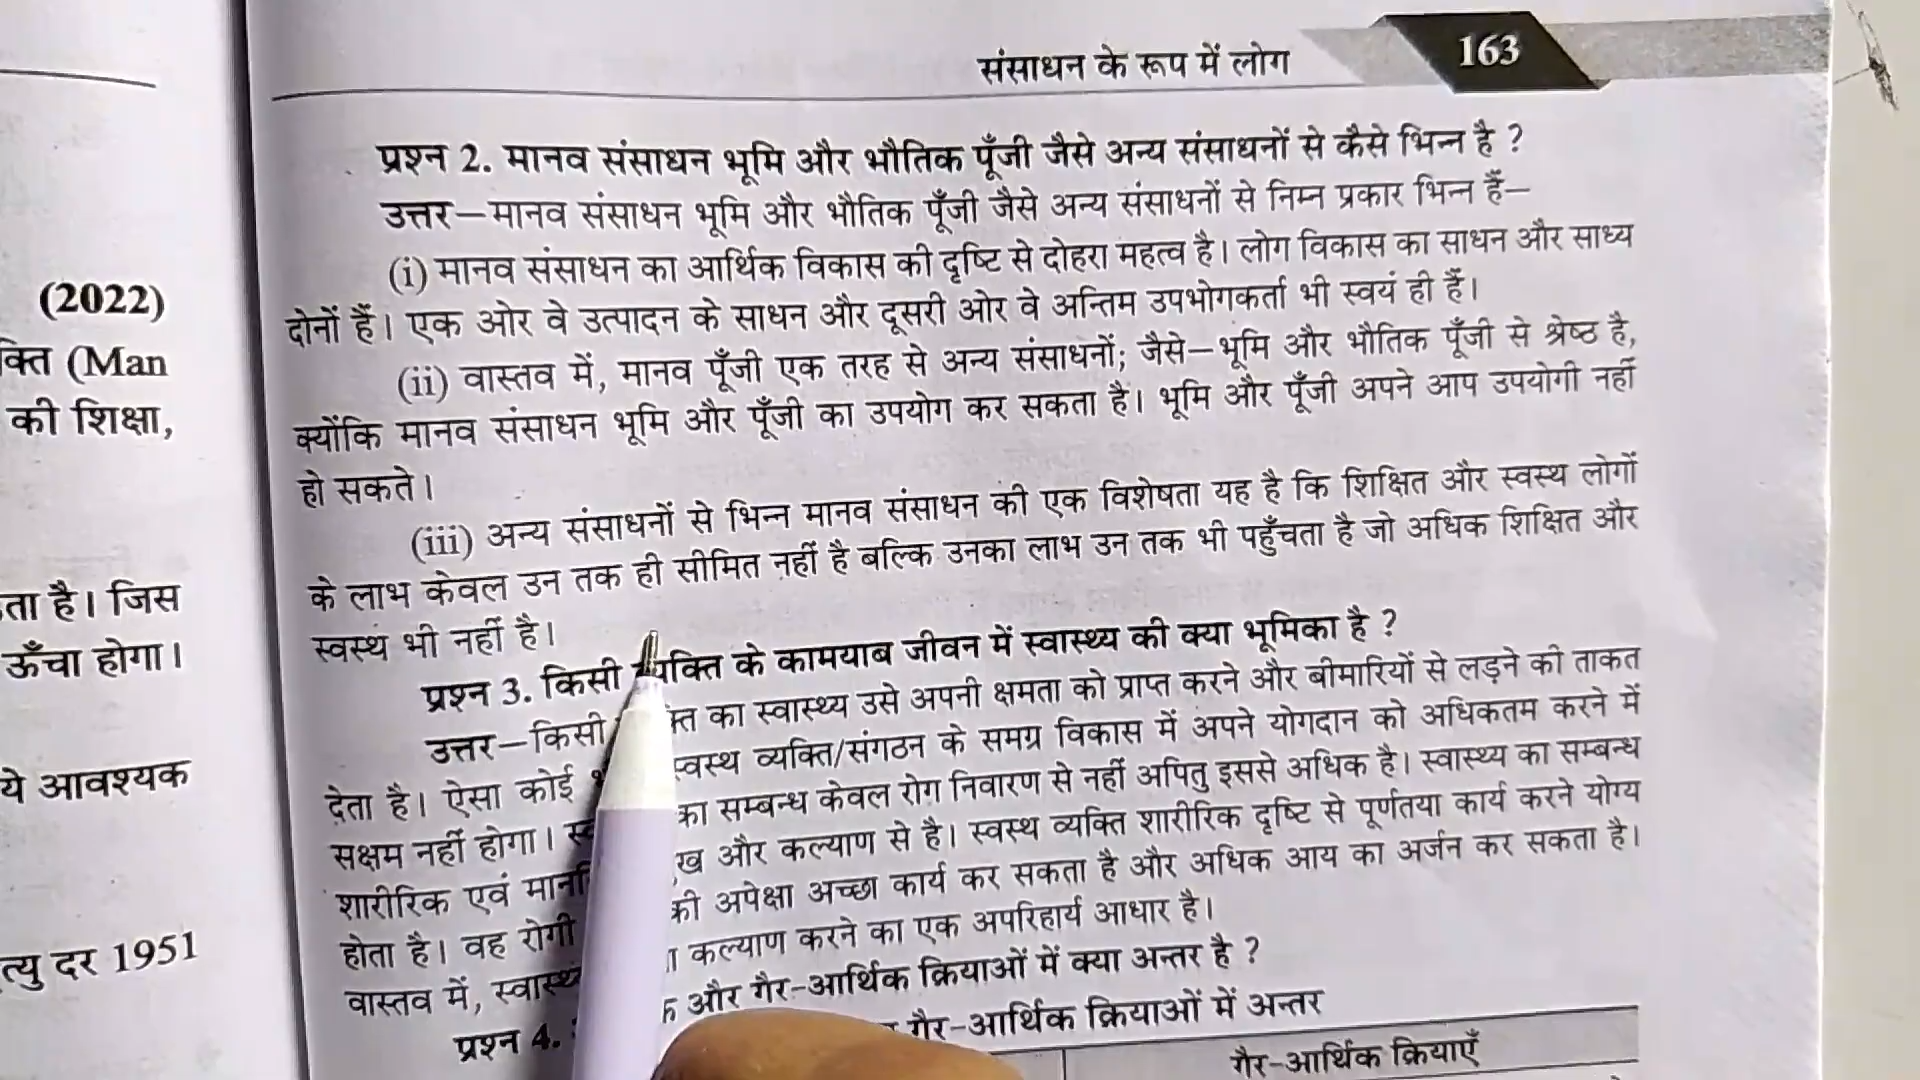 संसाधन के रूप में लोग 163
प्रश्न 2. मानव संसाधन भूमि और भौतिक पूँजी जैसे अन्य संसाधनों से कैसे भिन्न है ?
उत्तर—मानव संसाधन भूमि और भौतिक पूँजी जैसे अन्य संसाधनों से निम्न प्रकार भिन्न हैं—
(i) मानव संसाधन का आर्थिक विकास की दृष्टि से दोहरा महत्व है। लोग विकास का साधन और साध्य
दोनों हैं। एक ओर वे उत्पादन के साधन और दूसरी ओर वे अन्तिम उपभोगकर्ता भी स्वयं ही हैं।
(ii) वास्तव में, मानव पूँजी एक तरह से अन्य संसाधनों; जैसे—भूमि और भौतिक पूँजी से श्रेष्ठ है,
क्योंकि मानव संसाधन भूमि और पूँजी का उपयोग कर सकता है। भूमि और पूँजी अपने आप उपयोगी नहीं
हो सकते।
(iii) अन्य संसाधनों से भिन्न मानव संसाधन की एक विशेषता यह है कि शिक्षित और स्वस्थ लोगों
के लाभ केवल उन तक ही सीमित नहीं है बल्कि उनका लाभ उन तक भी पहुँचता है जो अधिक शिक्षित और
स्वस्थ भी नहीं है।
प्रश्न 3. किसी के कामयाब जीवन में स्वास्थ्य की क्या भूमिका है ?
उत्तर—किसी का स्वास्थ्य उसे अपनी क्षमता को प्राप्त करने और बीमारियों से लड़ने की ताकत
देता है। ऐसा कोई स्वस्थ व्यक्ति/संगठन के समग्र विकास में अपने योगदान को अधिकतम करने में
सक्षम नहीं होगा। का सम्बन्ध केवल रोग निवारण से नहीं अपितु इससे अधिक है। स्वास्थ्य का सम्बन्ध
शारीरिक एवं और कल्याण से है। स्वस्थ व्यक्ति शारीरिक दृष्टि से पूर्णतया कार्य करने योग्य
होता है। वह रोगी की अपेक्षा अच्छा कार्य कर सकता है और अधिक आय का अर्जन कर सकता है।
वास्तव में, कल्याण करने का एक अपरिहार्य आधार है।
प्रश्न 4. और गैर-आर्थिक क्रियाओं में क्या अन्तर है ?
गैर-आर्थिक क्रियाओं में अन्तर
गैर-आर्थिक क्रियाएँ
(2022)
(Man
की शिक्षा,
है। जिस
ऊँचा होगा।
ये आवश्यक
दर 1951